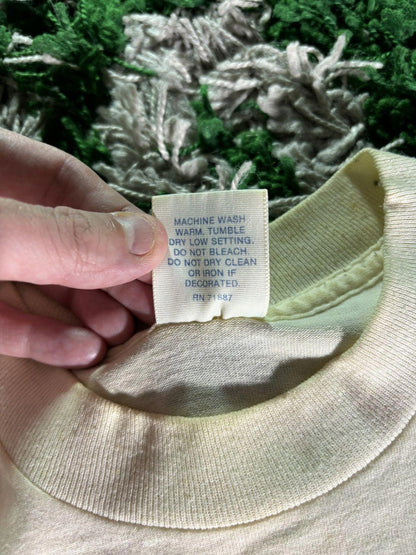 MACHINE WASH
WARM, TUMBLE
DRY LOW SETTING.
DO NOT BLEACH.
DO NOT DRY CLEAN
OR IRON IF
DECORATED.
RN 71887